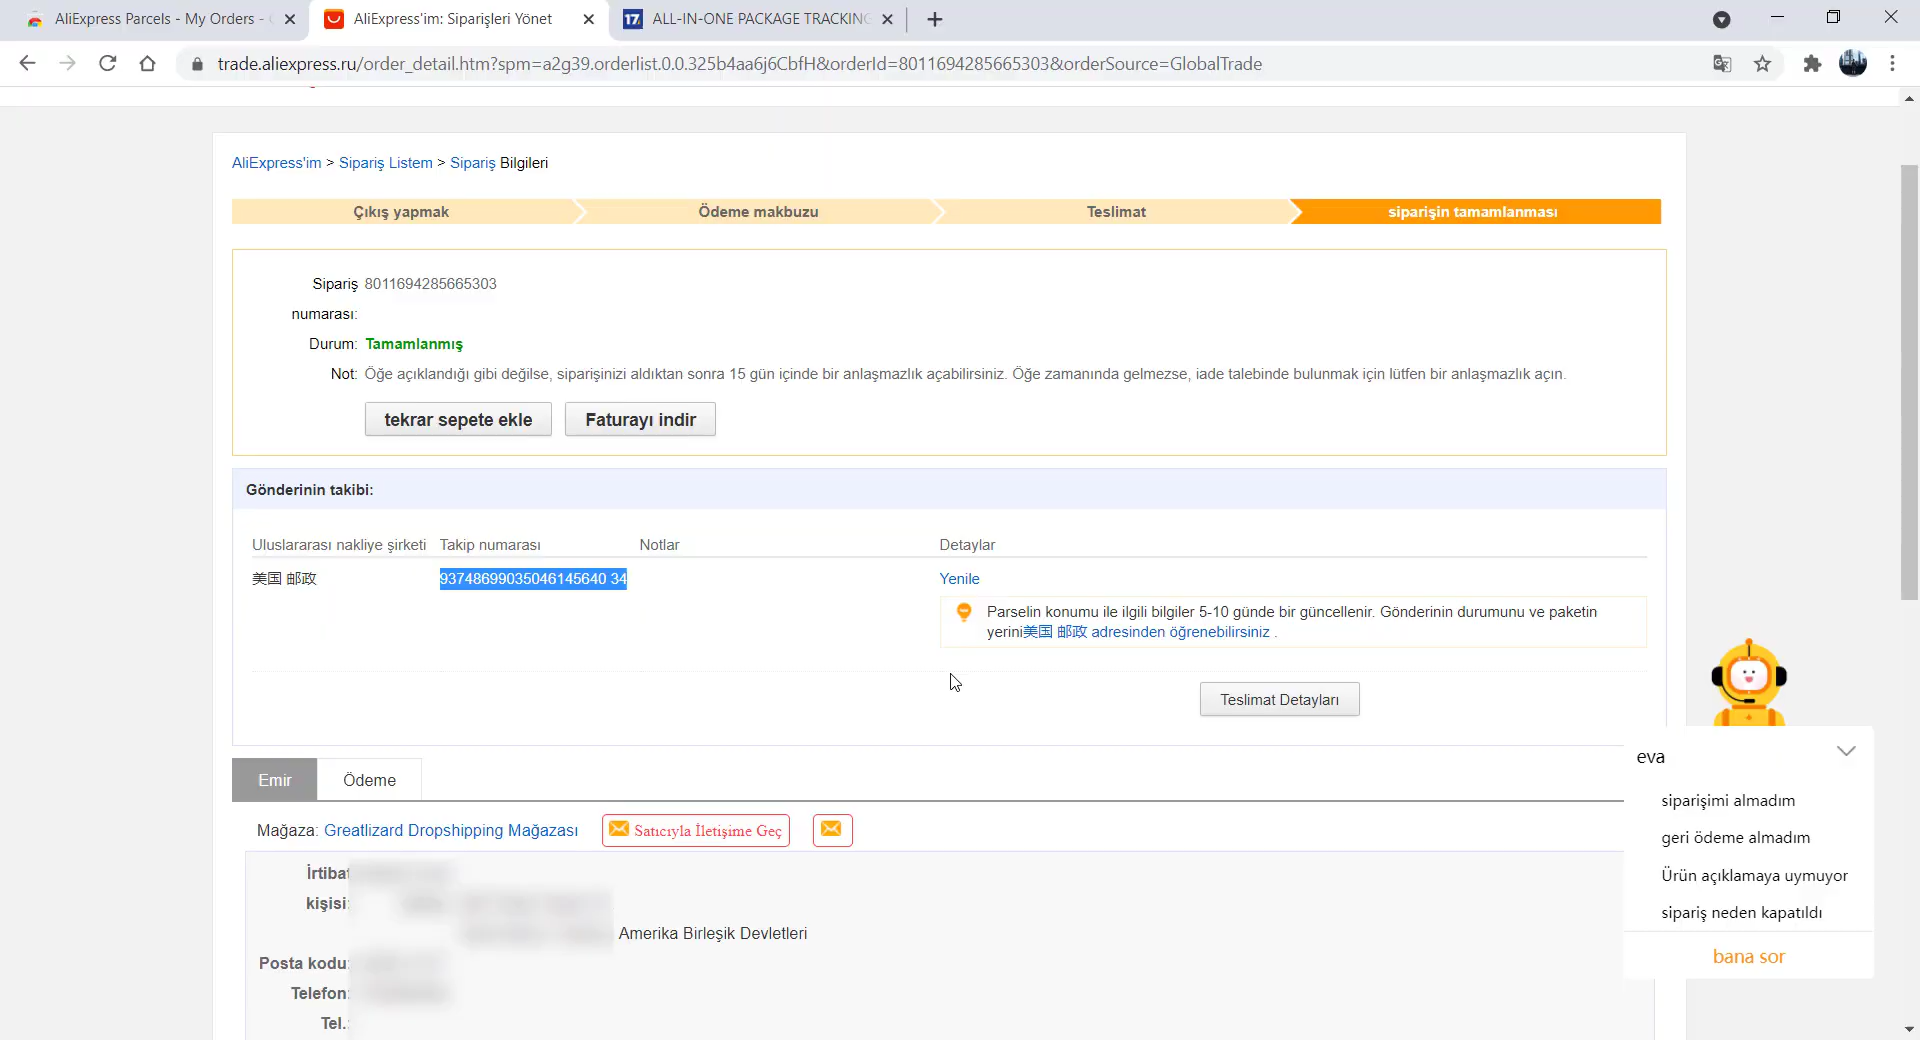 AliExpress Parcels - My Orders -
AliExpress'im: Siparişleri Yönet
17
ALL-IN-ONE PACKAGE TRACKING
trade.aliexpress.ru/order_detail.htm?spm=a2g39.orderlist.0.0.325b4aa6j6CbfH&orderId=8011694285665303&orderSource=GlobalTrade
AliExpress'im > Sipariş Listem > Sipariş Bilgileri
Çıkış yapmak
Ödeme makbuzu
Teslimat
siparişin tamamlanması
Sipariş 8011694285665303
numarası:
Durum: Tamamlanmış
Not: Öğe açıklandığı gibi değilse, siparişinizi aldıktan sonra 15 gün içinde bir anlaşmazlık açabilirsiniz. Öğe zamanında gelmezse, iade talebinde bulunmak için lütfen bir anlaşmazlık açın.
tekrar sepete ekle
Faturayı indir
Gönderinin takibi:
Uluslararası nakliye şirketi
Takip numarası
Notlar
Detaylar
美国 邮政
93748699035046145640 34
Yenile
Parselin konumu ile ilgili bilgiler 5-10 günde bir güncellenir. Gönderinin durumunu ve paketin
yerini美国 邮政 adresinden öğrenebilirsiniz .
Teslimat Detayları
Emir
Ödeme
Mağaza: Greatlizard Dropshipping Mağazası
Satıcıyla İletişime Geç
İrtibat
kişisi:
Amerika Birleşik Devletleri
Posta kodu:
Telefon:
Tel.:
eva
siparişimi almadım
geri ödeme almadım
Ürün açıklamaya uymuyor
sipariş neden kapatıldı
bana sor